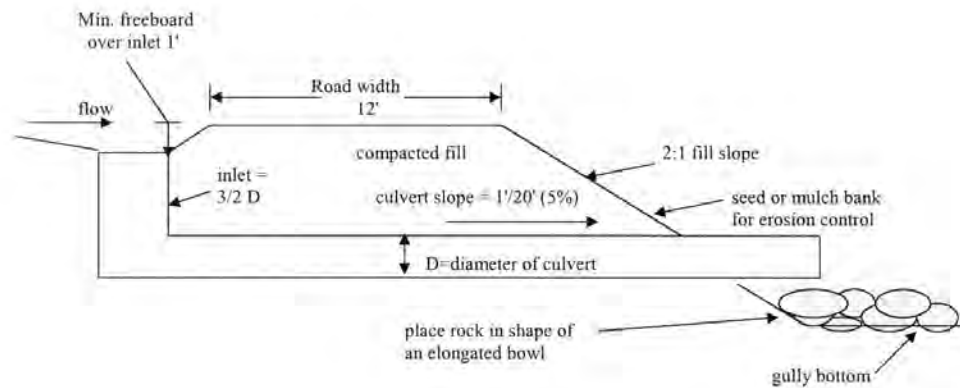 Min. freeboard
over inlet 1'
flow
Road width
12'
compacted fill
2:1 fill slope
inlet =
3/2 D
culvert slope = 1'/20' (5%)
seed or mulch bank
for erosion control
D=diameter of culvert
place rock in shape of
an elongated bowl
gully bottom